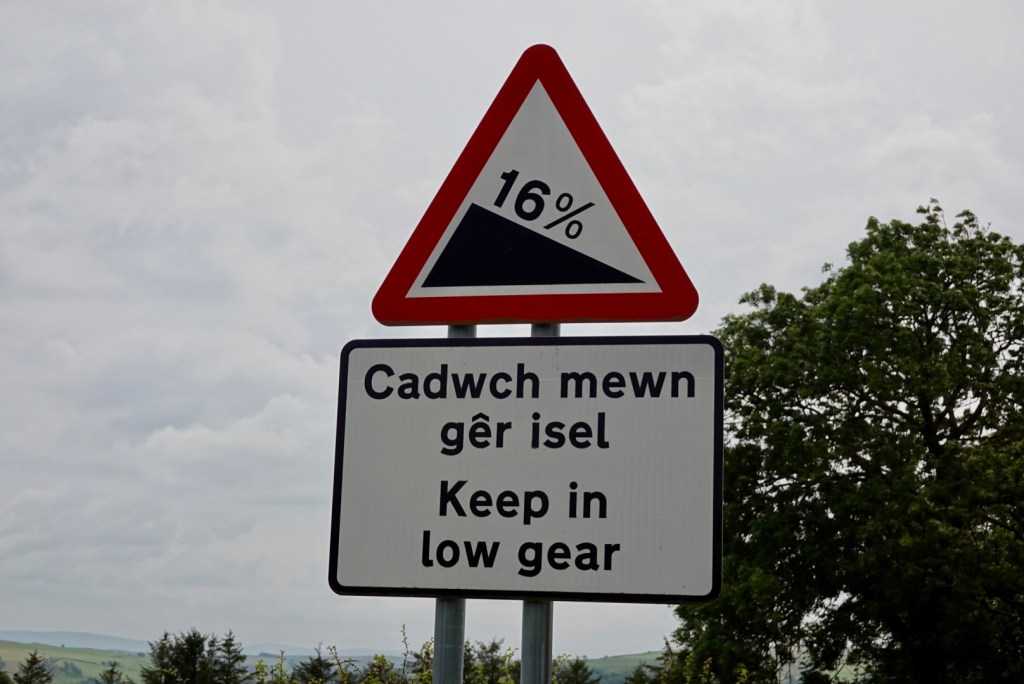 16%
Cadwch mewn
gêr isel
Keep in
low gear